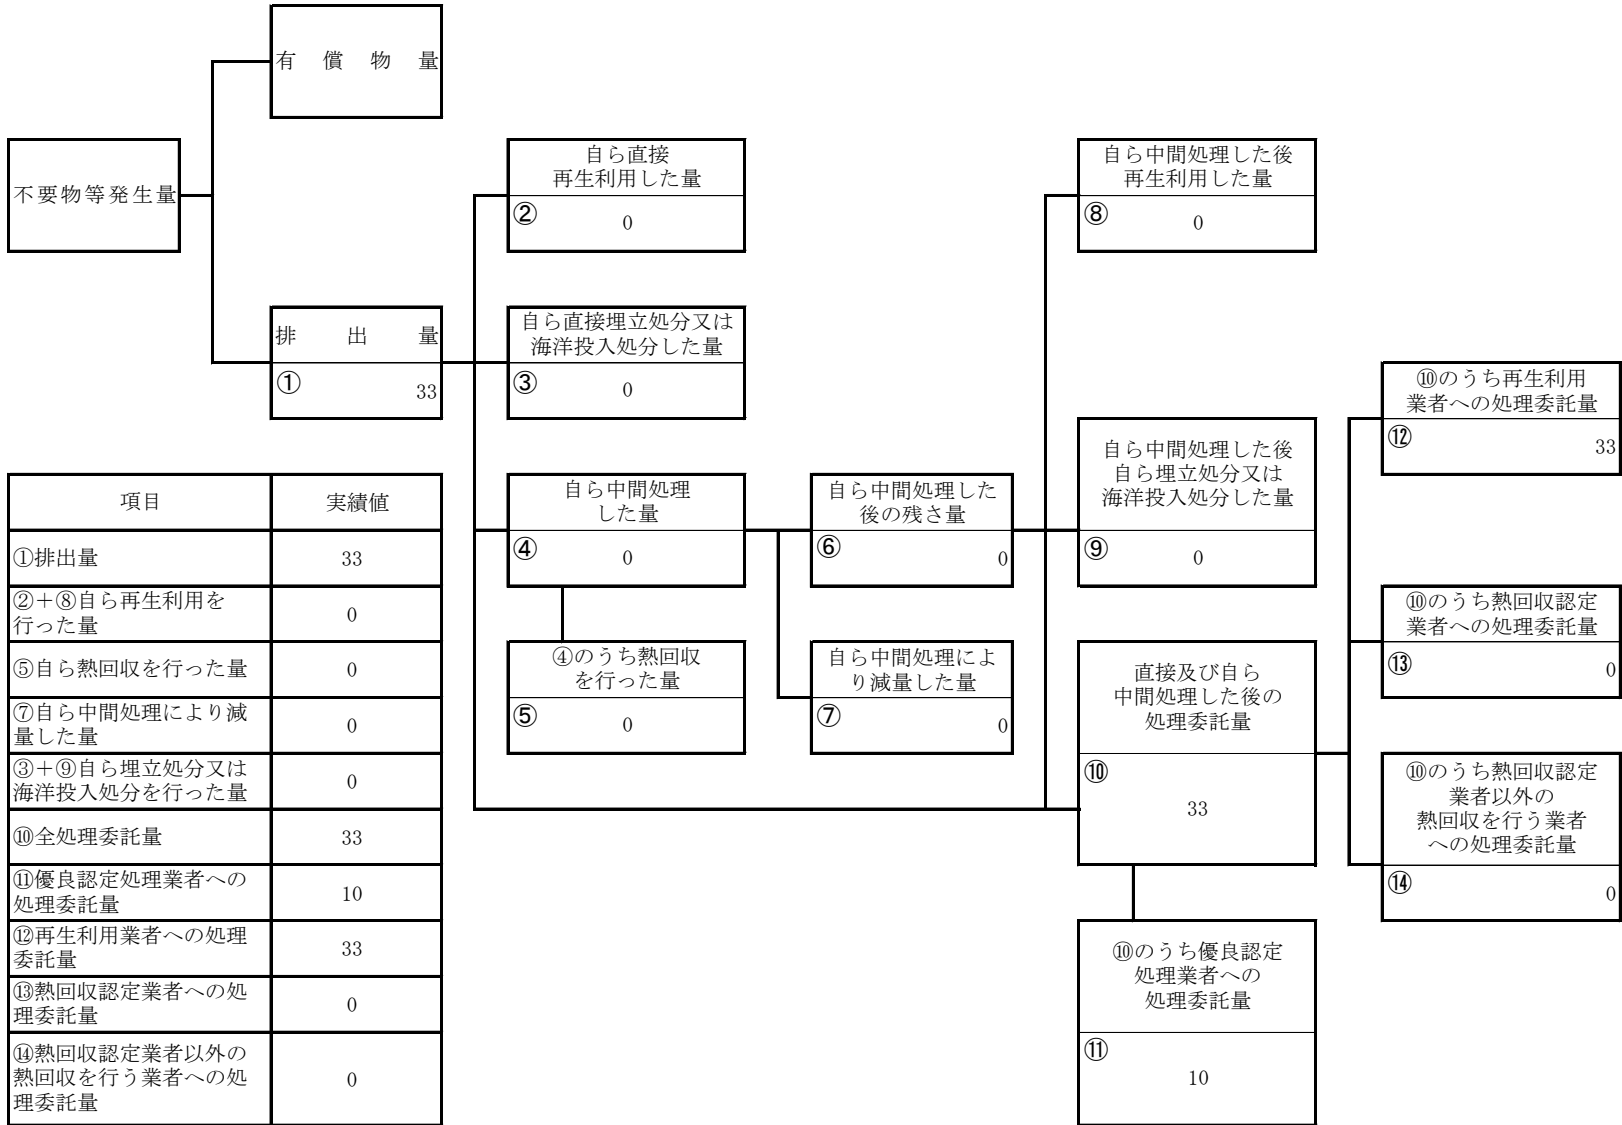 有償物量
不要物等発生量
排出量
① 33
自ら直接
再生利用した量
② 0
自ら直接埋立処分又は
海洋投入処分した量
③ 0
自ら中間処理
した量
④ 0
④のうち熱回収
を行った量
⑤ 0
自ら中間処理した
後の残さ量
⑥ 0
自ら中間処理によ
り減量した量
⑦ 0
自ら中間処理した後
再生利用した量
⑧ 0
自ら中間処理した後
自ら埋立処分又は
海洋投入処分した量
⑨ 0
直接及び自ら
中間処理した後の
処理委託量
⑩
33
⑩のうち優良認定
処理業者への
処理委託量
⑪
10
⑩のうち再生利用
業者への処理委託量
⑫ 33
⑩のうち熱回収認定
業者への処理委託量
⑬ 0
⑩のうち熱回収認定
業者以外の
熱回収を行う業者
への処理委託量
⑭ 0
項目 実績値
①排出量 33
②+⑧自ら再生利用を
行った量 0
⑤自ら熱回収を行った量 0
⑦自ら中間処理により減
量した量 0
③+⑨自ら埋立処分又は
海洋投入処分を行った量 0
⑩全処理委託量 33
⑪優良認定処理業者への
処理委託量 10
⑫再生利用業者への処理
委託量 33
⑬熱回収認定業者への処
理委託量 0
⑭熱回収認定業者以外の
熱回収を行う業者への処
理委託量 0